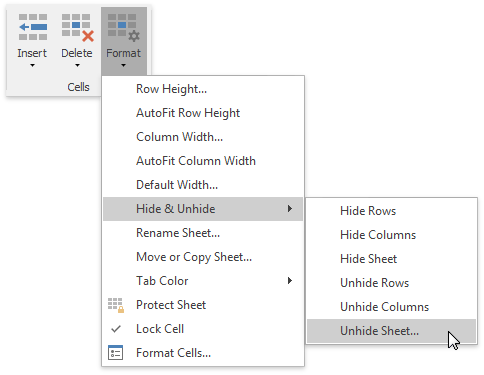 Insert Delete Format
Cells
Row Height...
AutoFit Row Height
Column Width...
AutoFit Column Width
Default Width...
Hide & Unhide
Rename Sheet...
Move or Copy Sheet...
Tab Color
Protect Sheet
Lock Cell
Format Cells...
Hide Rows
Hide Columns
Hide Sheet
Unhide Rows
Unhide Columns
Unhide Sheet...